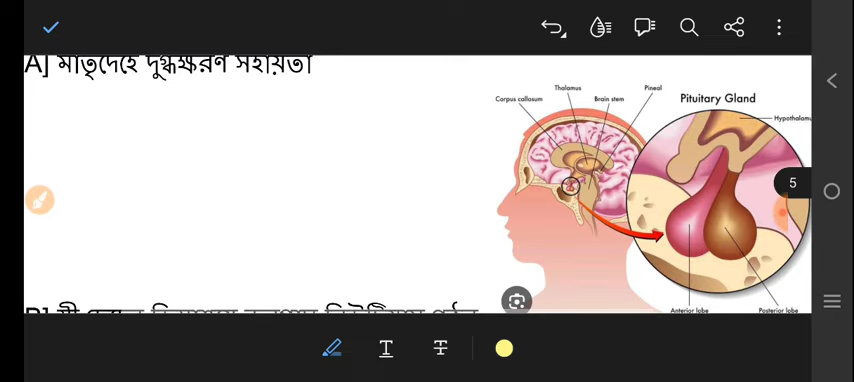 A] মাতৃদেহে দুগ্ধক্ষরণ সহায়তা
Thalamus
Pineal
Corpus callosum
Brain stem
Pituitary Gland
Hypothalamu
5
B] স্ত্রী দেহের
Anterior lobe
Posterior lobe
T
T